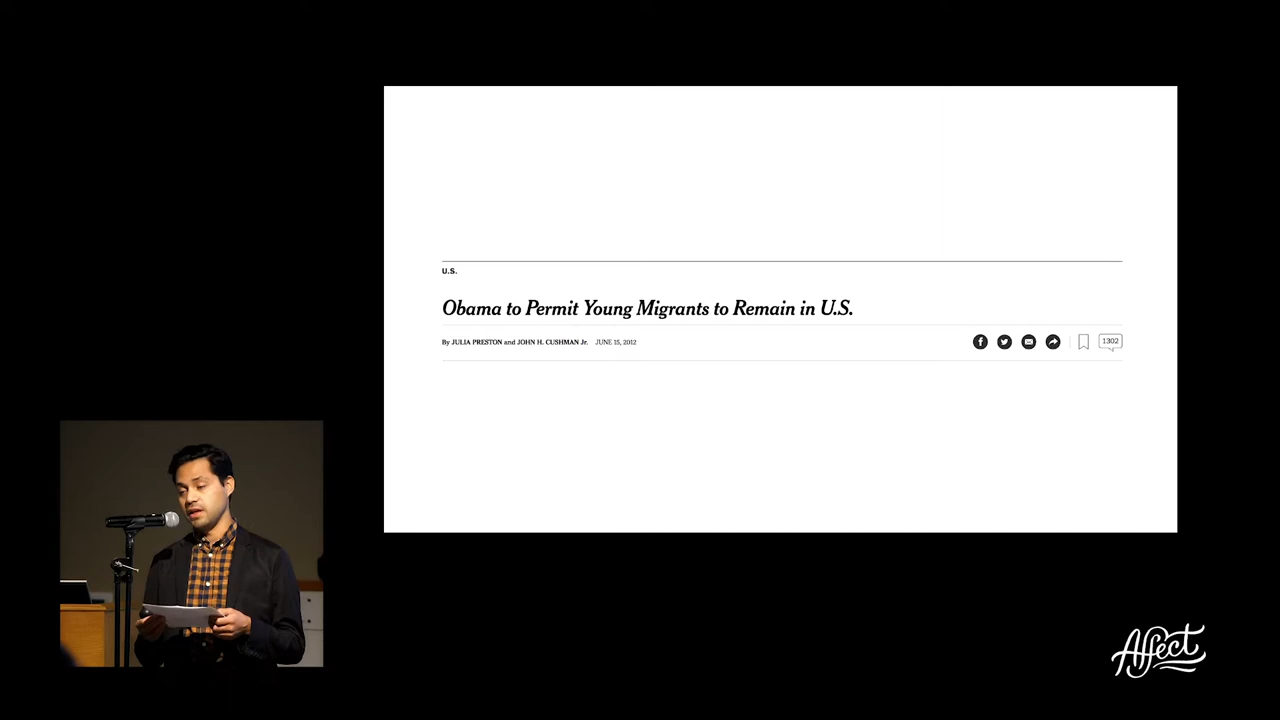 U.S.
Obama to Permit Young Migrants to Remain in U.S.
By JULIA PRESTON and JOHN H. CUSHMAN Jr. JUNE 15, 2012
1302
Affect